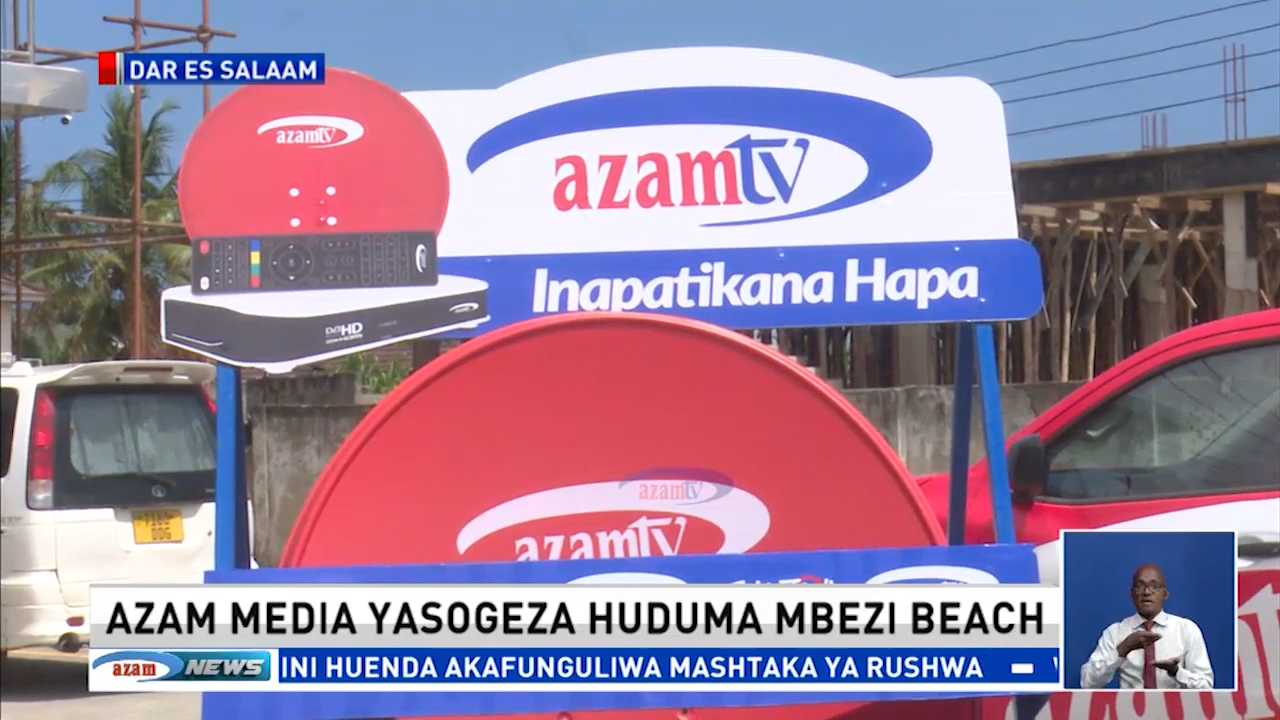 DAR ES SALAAM
azamtv
azamtv
Inapatikana Hapa
HD
azamtv
azamtv
AZAM MEDIA YASOGEZA HUDUMA MBEZI BEACH
azam NEWS
INI HUENDA AKAFUNGULIWA MASHTAKA YA RUSHWA